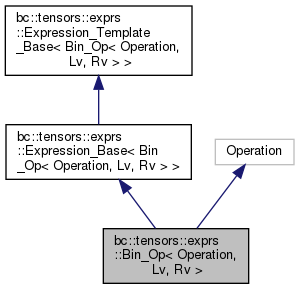 bc::tensors::exprs
::Expression_Template
_Base< Bin_Op< Operation,
Lv, Rv > >
bc::tensors::exprs
::Expression_Base< Bin
_Op< Operation, Lv, Rv > >
Operation
bc::tensors::exprs
::Bin_Op< Operation,
Lv, Rv >